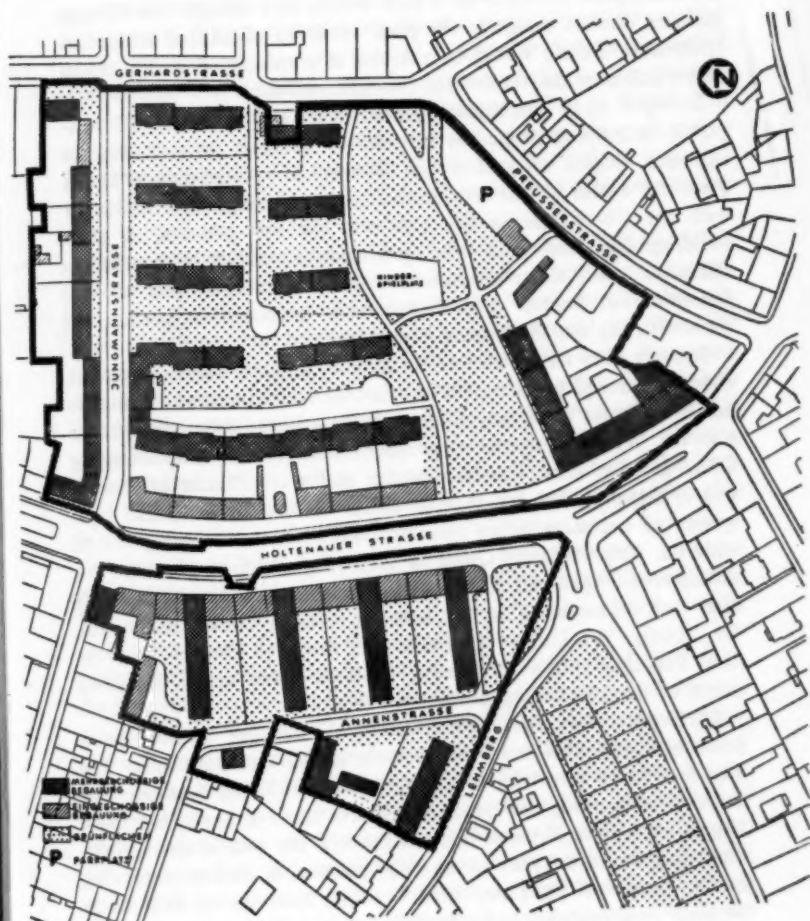 GERHARDSTRASSE
N
PREUSSERSTRASSE
P
JUNGMANNSTRASSE
KINDER-
SPIELPLATZ
HOLTENAUER STRASSE
ANNENSTRASSE
LEHMBERG
MEHRGESCHOSSIGE
BEBAUUNG
EINGESCHOSSIGE
BEBAUUNG
GRÜNFLÄCHEN
P PARKPLATZ